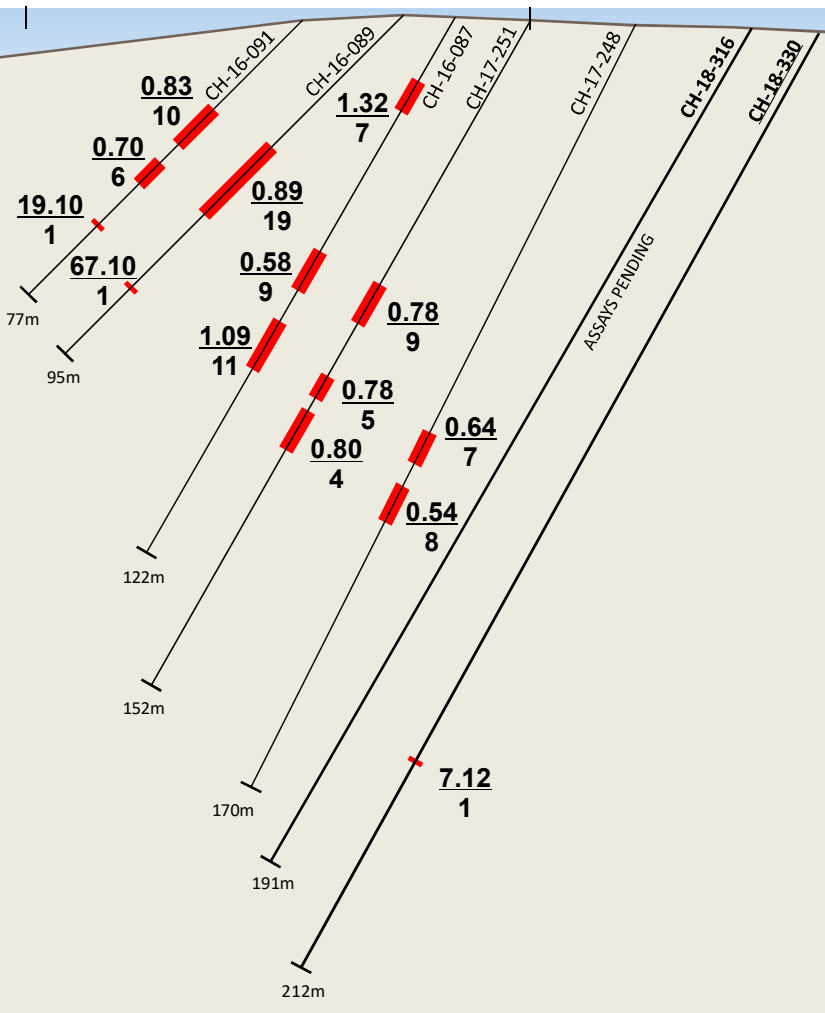 CH-16-091
CH-16-089
CH-16-087
CH-17-251
CH-17-248
CH-18-316
CH-18-330
0.83
10
1.32
7
0.70
6
0.89
19
19.10
1
67.10
1
0.58
9
0.78
9
1.09
11
0.78
5
0.80
4
0.64
7
0.54
8
ASSAYS PENDING
77m
95m
122m
152m
7.12
1
170m
191m
212m